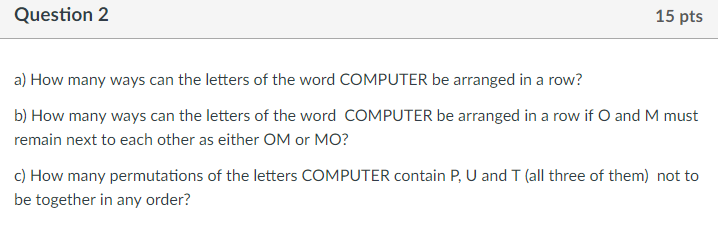 Question 2
15 pts
a) How many ways can the letters of the word COMPUTER be arranged in a row?
b) How many ways can the letters of the word COMPUTER be arranged in a row if O and M must
remain next to each other as either OM or MO?
c) How many permutations of the letters COMPUTER contain P, U and T (all three of them) not to
be together in any order?